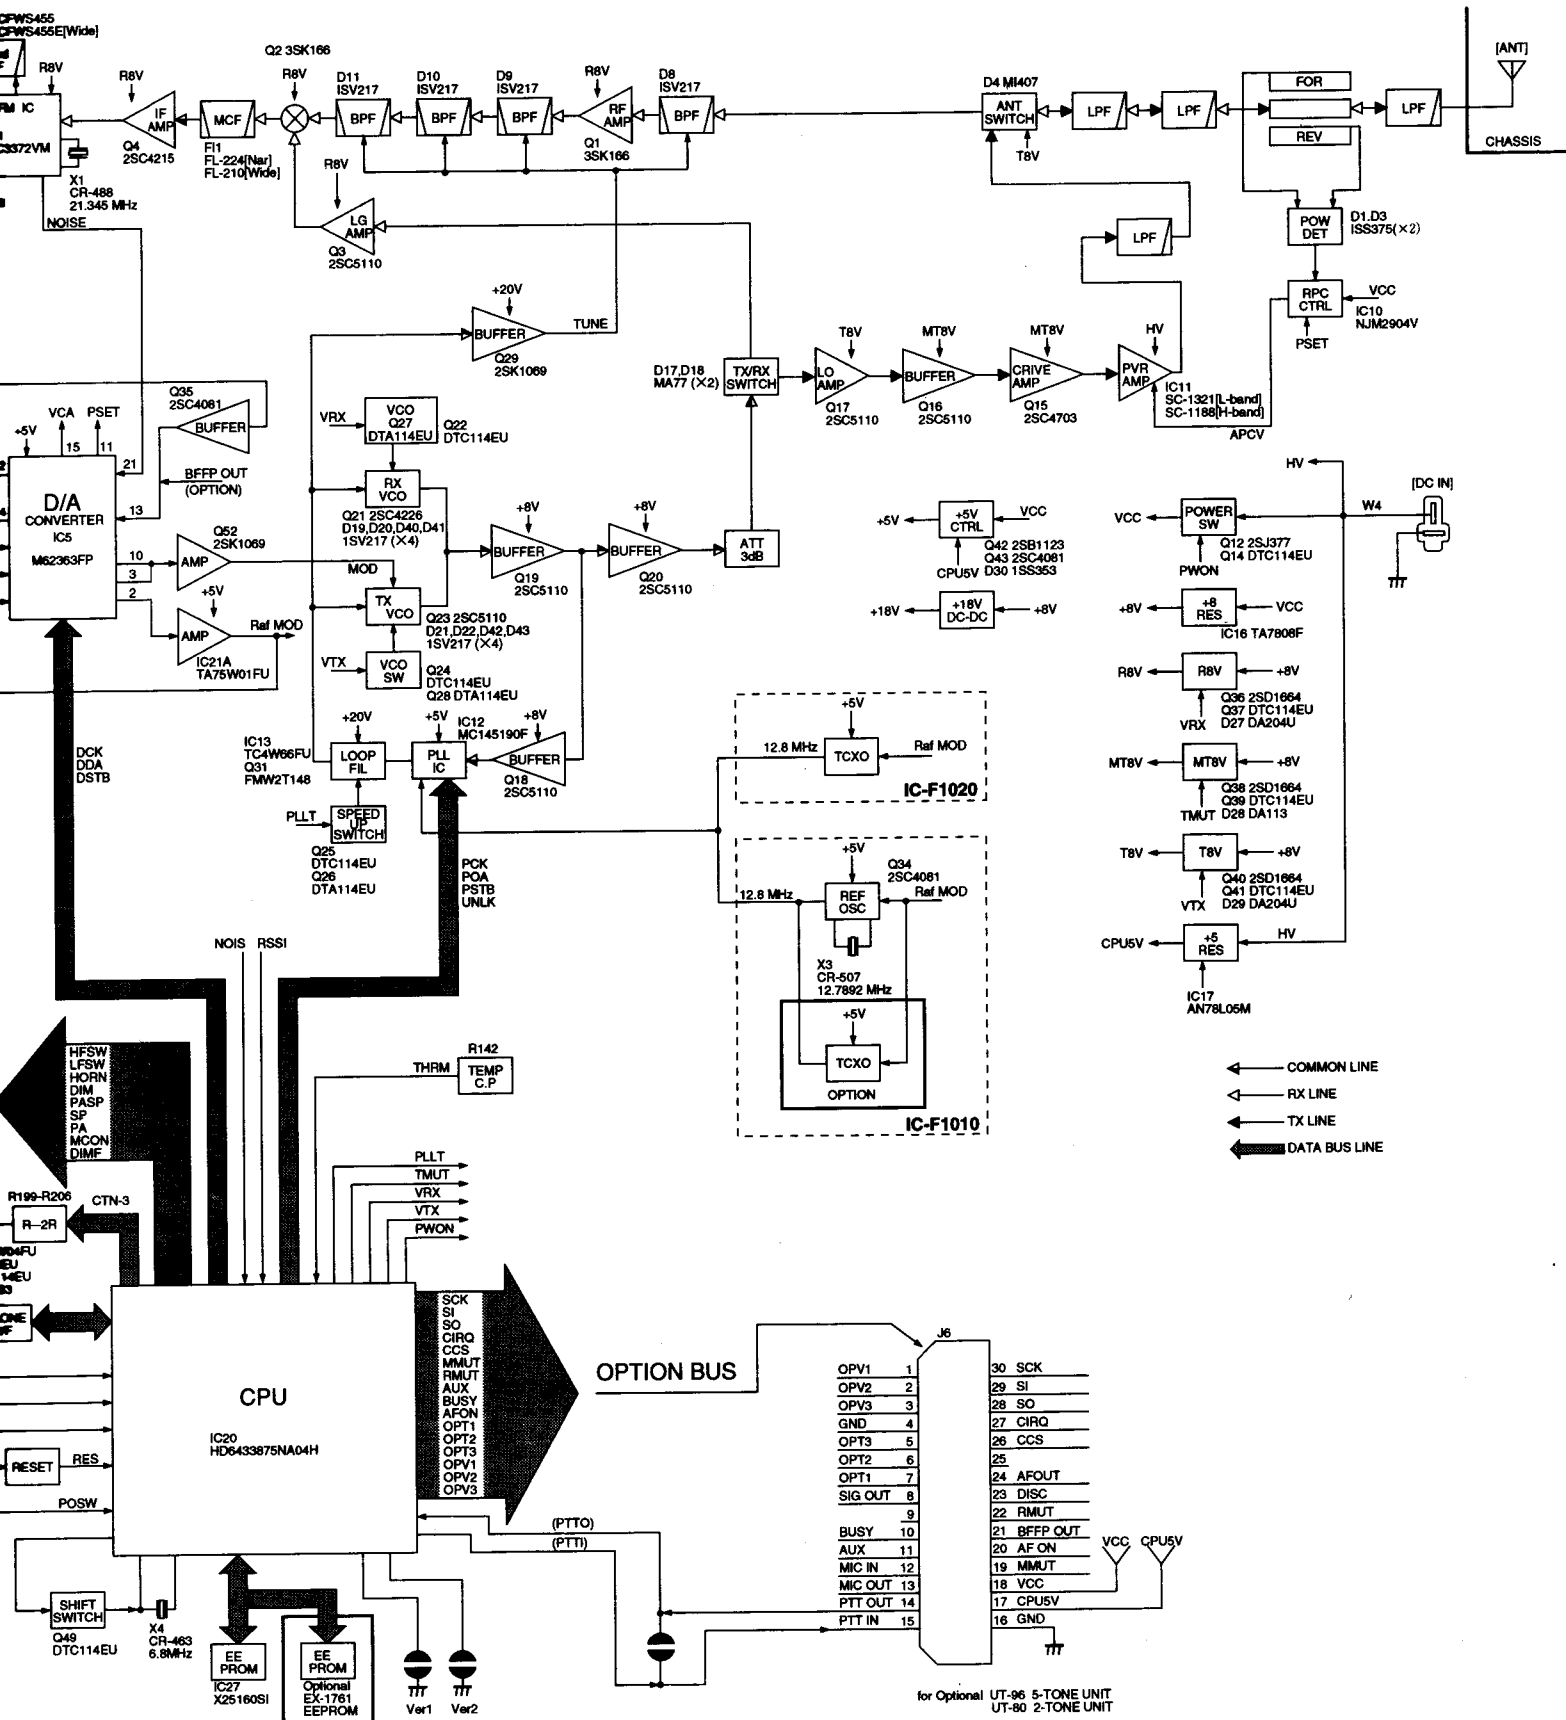 CFWS455
CFWS455E[Wide]
R8V
RM IC
C3372VM
X1
CR-488
21.345 MHz
NOISE
R8V
IF
AMP
Q4
2SC4215
MCF
FI1
FL-224[Nar]
FL-210[Wide]
Q2 3SK166
R8V
D11
ISV217
BPF
D10
ISV217
BPF
D9
ISV217
BPF
R8V
RF
AMP
Q1
3SK166
D8
ISV217
BPF
D4 MI407
ANT
SWITCH
T8V
LPF
LPF
FOR
REV
LPF
[ANT]
CHASSIS
R8V
LG
AMP
Q3
2SC5110
LPF
POW
DET
D1.D3
ISS375(×2)
RPC
CTRL
VCC
IC10
NJM2904V
PSET
+20V
BUFFER
TUNE
Q29
2SK1069
D17,D18
MA77 (×2)
TX/RX
SWITCH
T8V
LO
AMP
Q17
2SC5110
MT8V
BUFFER
Q16
2SC5110
MT8V
CRIVE
AMP
Q15
2SC4703
HV
PVR
AMP
IC11
SC-1321[L-band]
SC-1188[H-band]
APCV
Q35
2SC4081
BUFFER
+5V
VCA
PSET
15
11
21
BFFP OUT
(OPTION)
13
D/A
CONVERTER
IC5
M62363FP
10
3
2
Q52
2SK1069
AMP
+5V
AMP
Raf MOD
IC21A
TA75W01FU
VRX
VCO
Q27
DTA114EU
Q22
DTC114EU
RX
VCO
Q21 2SC4226
D19,D20,D40,D41
1SV217 (×4)
MOD
TX
VCO
Q23 2SC5110
D21,D22,D42,D43
1SV217 (×4)
VTX
VCO
SW
Q24
DTC114EU
Q28 DTA114EU
+8V
BUFFER
Q19
2SC5110
+8V
BUFFER
Q20
2SC5110
ATT
3dB
+5V
+5V
CTRL
VCC
Q42 2SB1123
Q43 2SC4081
D30 1SS353
CPU5V
+18V
+18V
DC-DC
+8V
HV
[DC IN]
W4
VCC
POWER
SW
Q12 2SJ377
Q14 DTC114EU
PWON
+8V
+8
RES
VCC
IC16 TA7808F
R8V
R8V
+8V
Q36 2SD1664
Q37 DTC114EU
D27 DA204U
VRX
MT8V
MT8V
+8V
Q38 2SD1664
Q39 DTC114EU
D28 DA113
TMUT
T8V
T8V
+8V
Q40 2SD1664
Q41 DTC114EU
D29 DA204U
VTX
CPU5V
+5
RES
HV
IC17
AN78L05M
DCK
DDA
DSTB
IC13
TC4W66FU
Q31
FMW2T148
+20V
LOOP
FIL
+5V
PLL
IC
IC12
MC145190F
+8V
BUFFER
Q18
2SC5110
PLLT
SPEED
UP
SWITCH
Q25
DTC114EU
Q26
DTA114EU
PCK
POA
PSTB
UNLK
+5V
12.8 MHz
TCXO
Raf MOD
IC-F1020
+5V
Q34
2SC4081
12.8 MHz
REF
OSC
Raf MOD
X3
CR-507
12.7892 MHz
+5V
TCXO
OPTION
IC-F1010
COMMON LINE
RX LINE
TX LINE
DATA BUS LINE
NOIS
RSSI
R142
THRM
TEMP
C.P
HFSW
LFSW
HORN
DIM
PASP
SP
PA
MCON
DIMF
PLLT
TMUT
VRX
VTX
PWON
R199-R206
CTN-3
R—2R
CPU
IC20
HD6433875NA04H
RESET
RES
POSW
SCK
SI
SO
CIRQ
CCS
MMUT
RMUT
AUX
BUSY
AFON
OPT1
OPT2
OPT3
OPV1
OPV2
OPV3
OPTION BUS
(PTTO)
(PTTI)
SHIFT
SWITCH
Q49
DTC114EU
X4
CR-463
6.8MHz
EE
PROM
IC27
X25160SI
EE
PROM
Optional
EX-1761
EEPROM
Ver1
Ver2
J6
OPV1 1
OPV2 2
OPV3 3
GND 4
OPT3 5
OPT2 6
OPT1 7
SIG OUT 8
9
BUSY 10
AUX 11
MIC IN 12
MIC OUT 13
PTT OUT 14
PTT IN 15
30 SCK
29 SI
28 SO
27 CIRQ
26 CCS
25
24 AFOUT
23 DISC
22 RMUT
21 BFFP OUT
20 AF ON
19 MMUT
18 VCC
17 CPU5V
16 GND
VCC
CPU5V
for Optional UT-96 5-TONE UNIT
UT-80 2-TONE UNIT